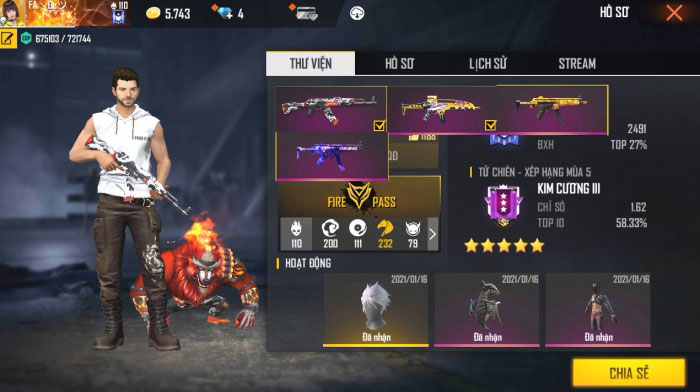 110
5.743
4
HỒ SƠ
675103 / 721744
THƯ VIỆN
HỒ SƠ
LỊCH SỬ
STREAM
2491
BXH
TOP 27%
TỬ CHIẾN - XẾP HẠNG MÙA 5
KIM CƯƠNG III
CHỈ SỐ
1.62
TOP 10
58.33%
FIRE PASS
110
200
111
232
79
HOẠT ĐỘNG
2021/01/16
2021/01/16
2021/01/16
Đã nhận
Đã nhận
Đã nhận
CHIA SẺ